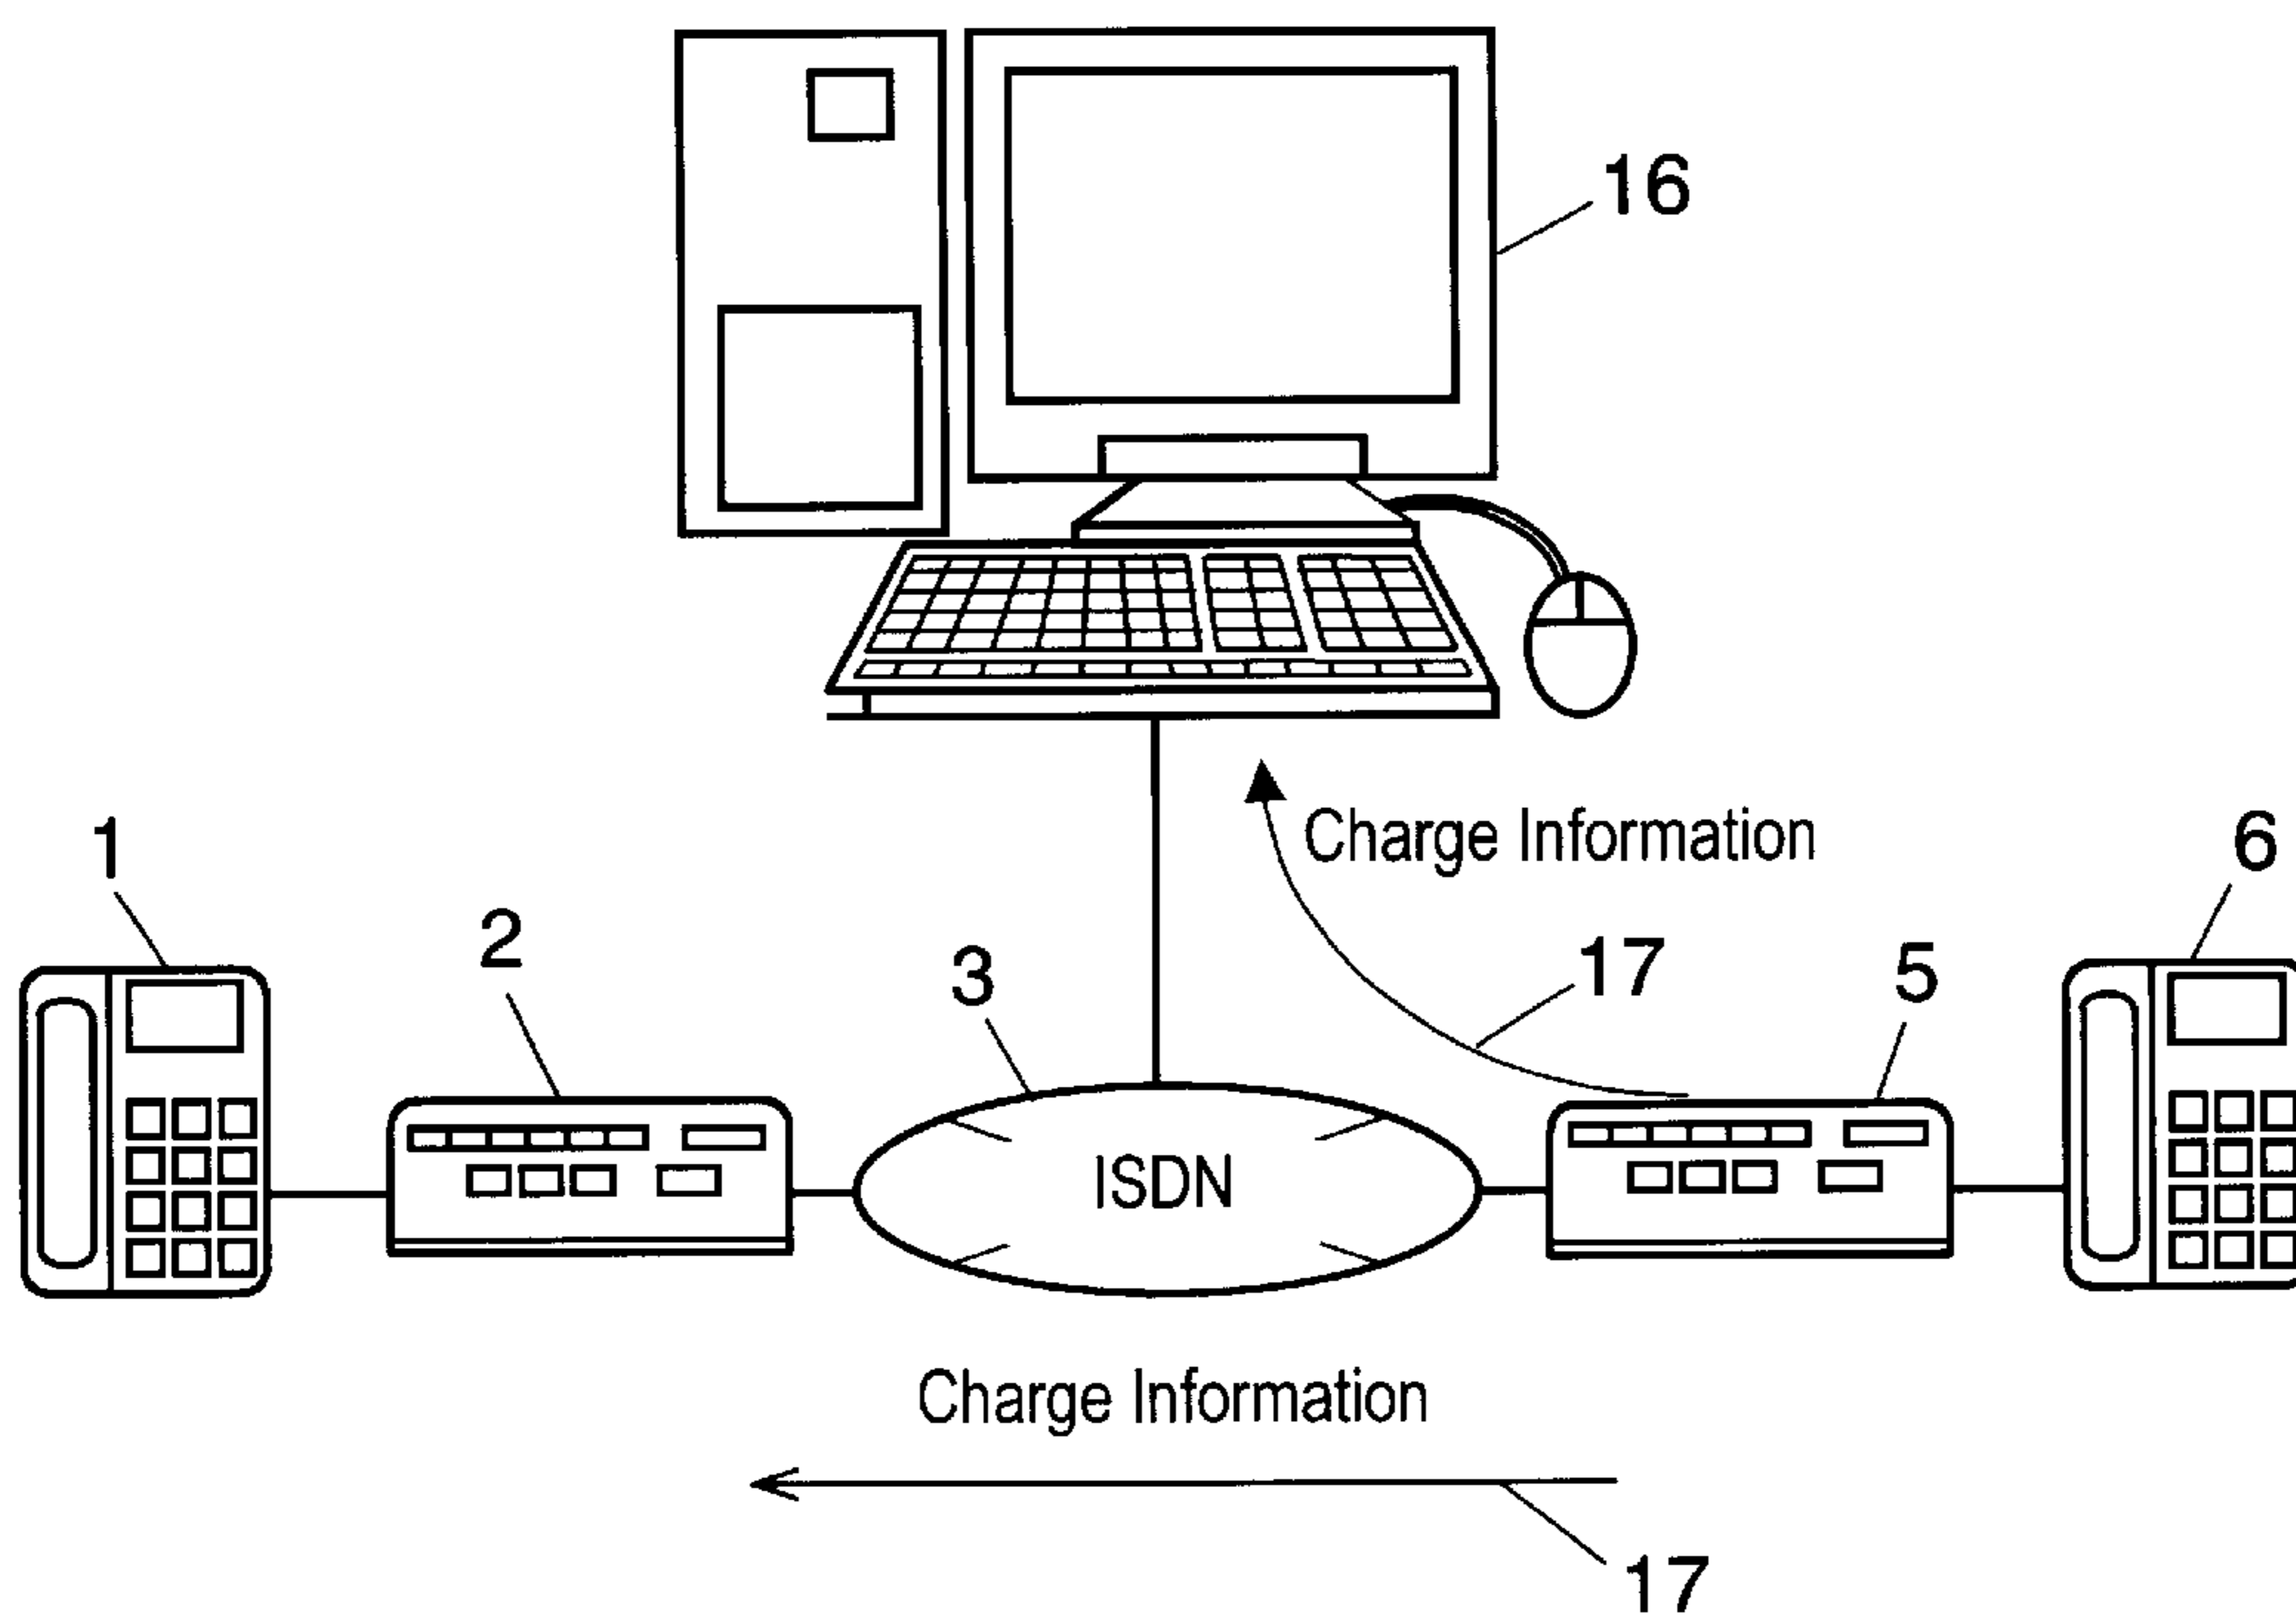 16
Charge Information
1
6
2
17
3
5
ISDN
Charge Information
17